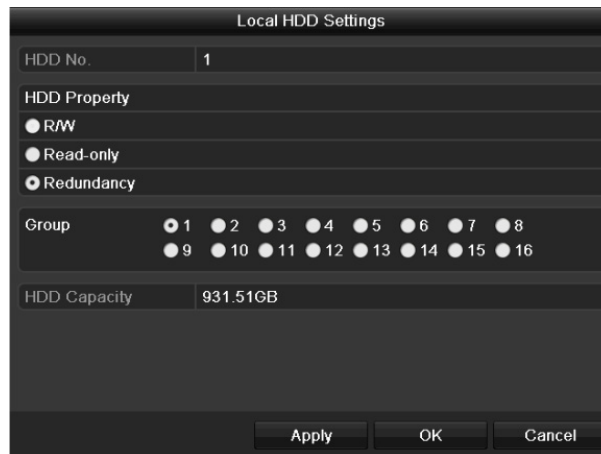 Local HDD Settings
HDD No. 1
HDD Property
R/W
Read-only
Redundancy
Group 1 2 3 4 5 6 7 8
9 10 11 12 13 14 15 16
HDD Capacity 931.51GB
Apply OK Cancel